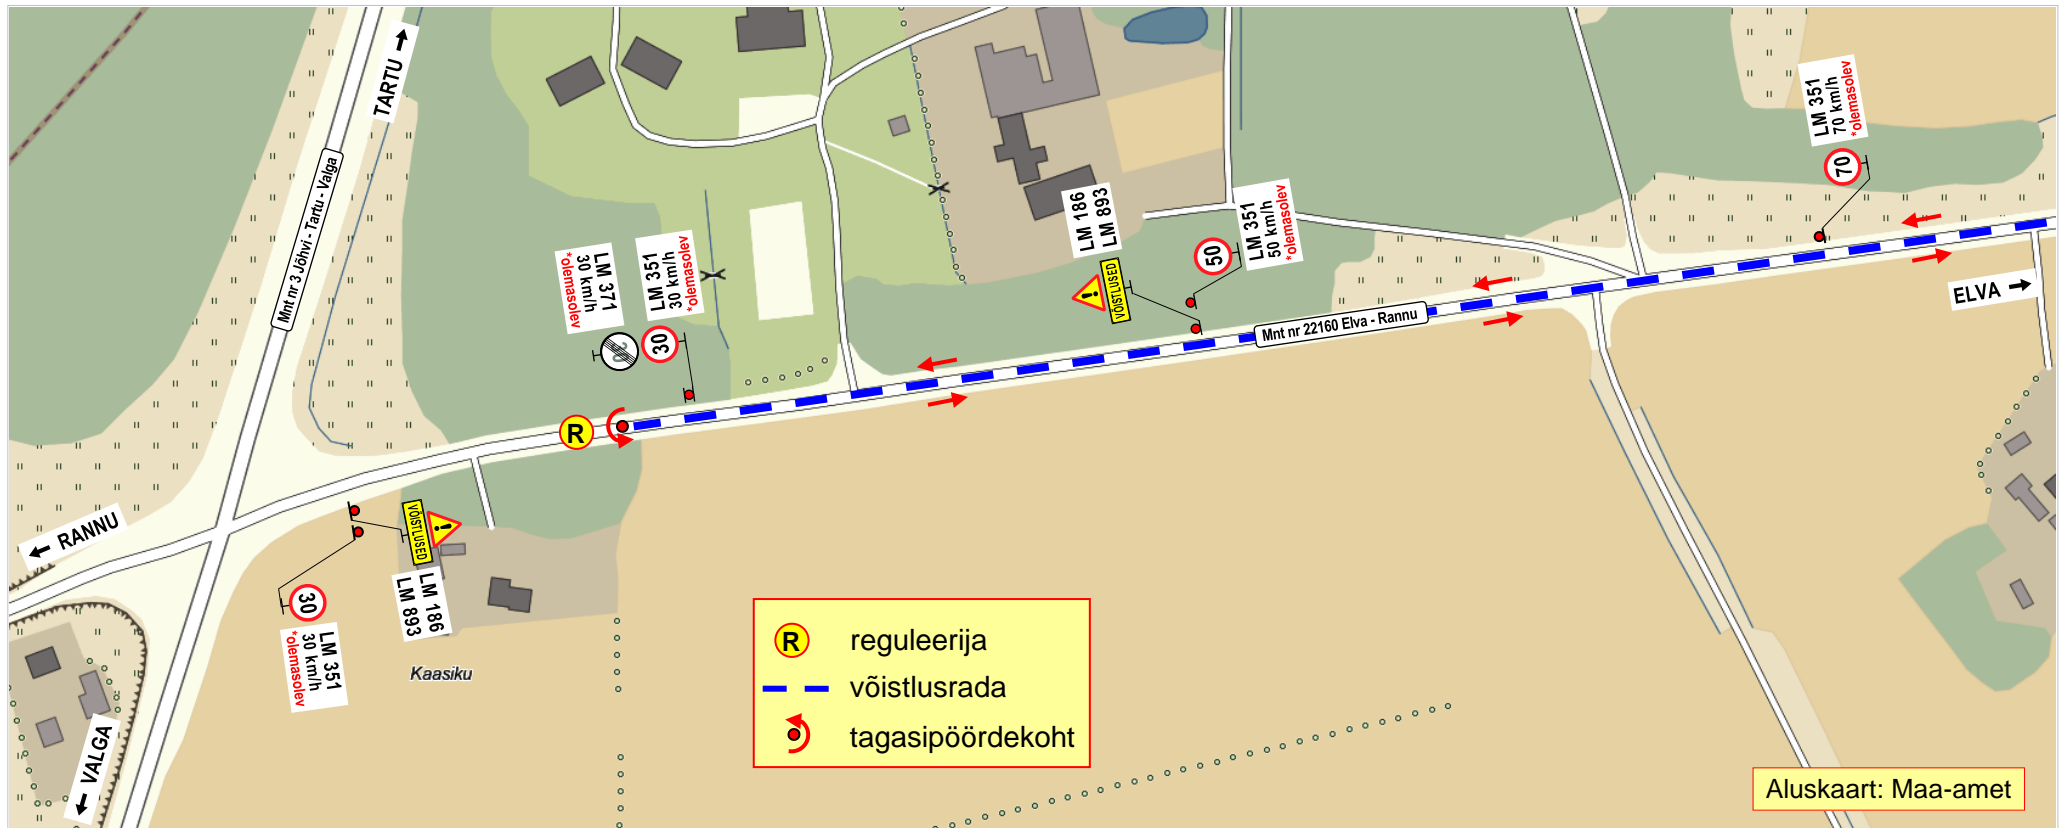 TARTU
Mnt nr 3 Jõhvi - Tartu - Valga
RANNU
VALGA
LM 371
30 km/h
*olemasolev
30
LM 351
30 km/h
*olemasolev
30
R
VÕISTLUSED
LM 186
LM 893
30
LM 351
30 km/h
*olemasolev
Kaasiku
LM 186
LM 893
VÕISTLUSED
50
LM 351
50 km/h
*olemasolev
Mnt nr 22160 Elva - Rannu
LM 351
70 km/h
*olemasolev
70
ELVA
R reguleerija
võistlusrada
tagasipöördekoht
Aluskaart: Maa-amet